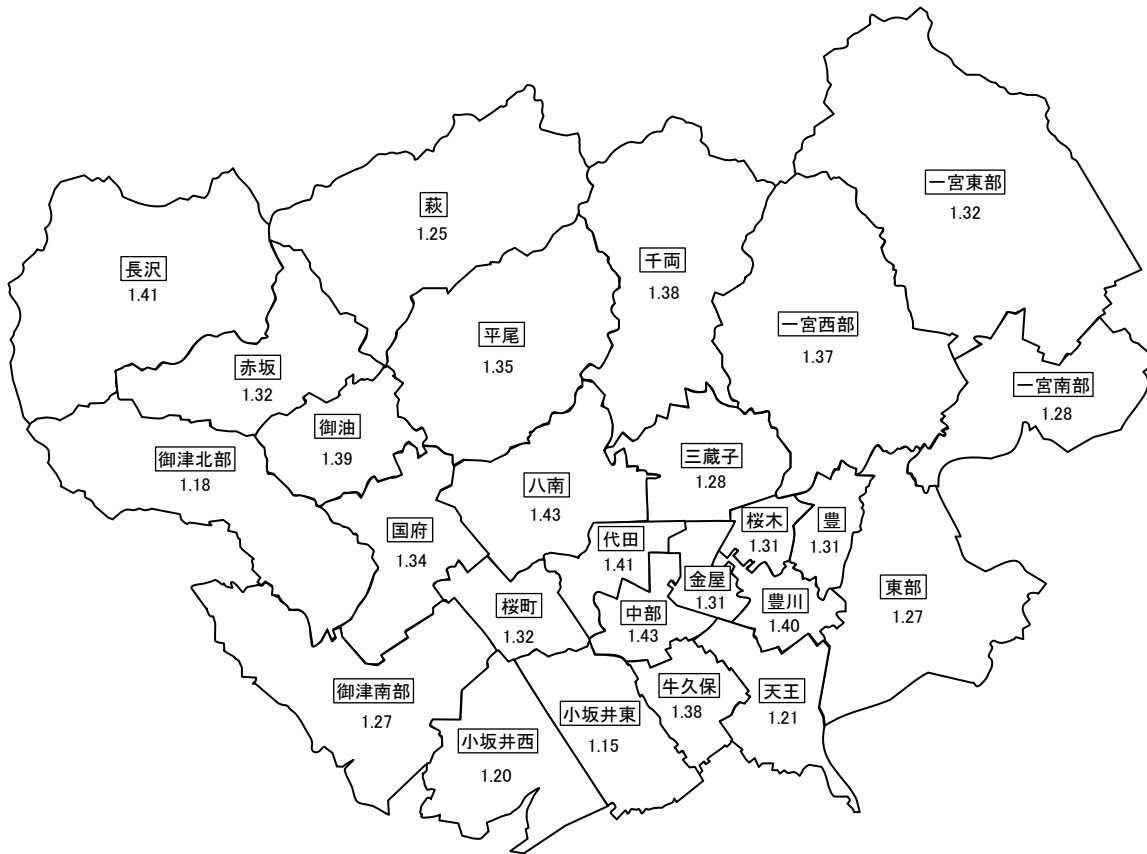 一宮東部
1.32
萩
1.25
長沢
1.41
千両
1.38
一宮西部
1.37
平尾
1.35
赤坂
1.32
一宮南部
1.28
御油
1.39
御津北部
1.18
三蔵子
1.28
八南
1.43
国府
1.34
代田
1.41
桜木
1.31
豊
1.31
金屋
1.31
豊川
1.40
東部
1.27
桜町
1.32
中部
1.43
御津南部
1.27
牛久保
1.38
天王
1.21
小坂井東
1.15
小坂井西
1.20